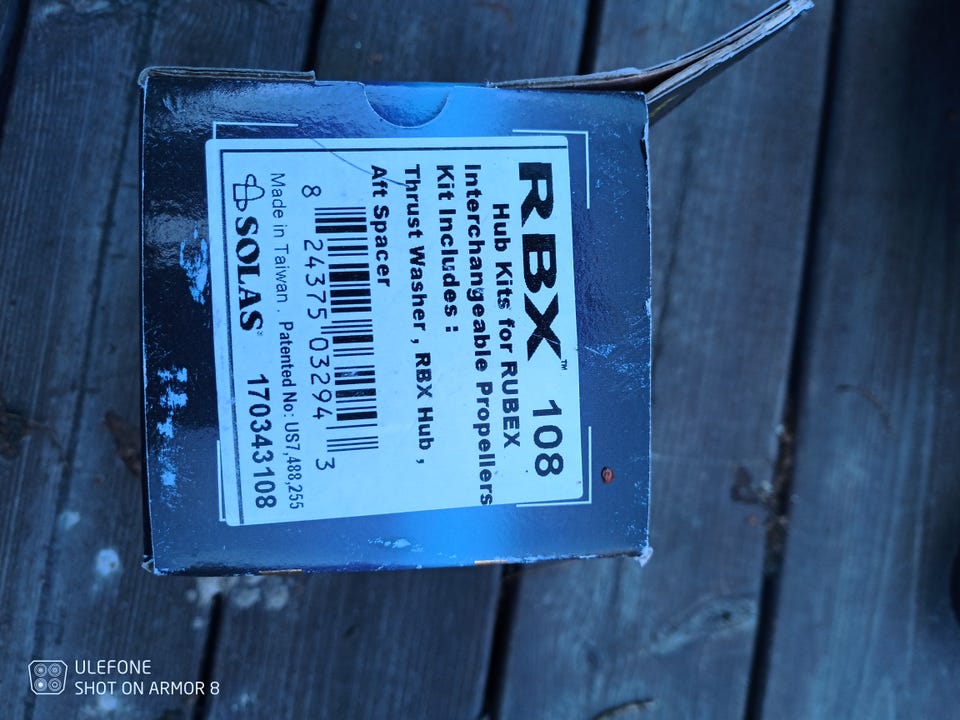 RBX™ 108
Hub Kits for RUBEX
Interchangeable Propellers
Kit Includes :
Thrust Washer , RBX Hub ,
Aft Spacer
8 24375 03294 3
Made in Taiwan . Patented No: US7,488,255
SOLAS® 170343108
ULEFONE
SHOT ON ARMOR 8